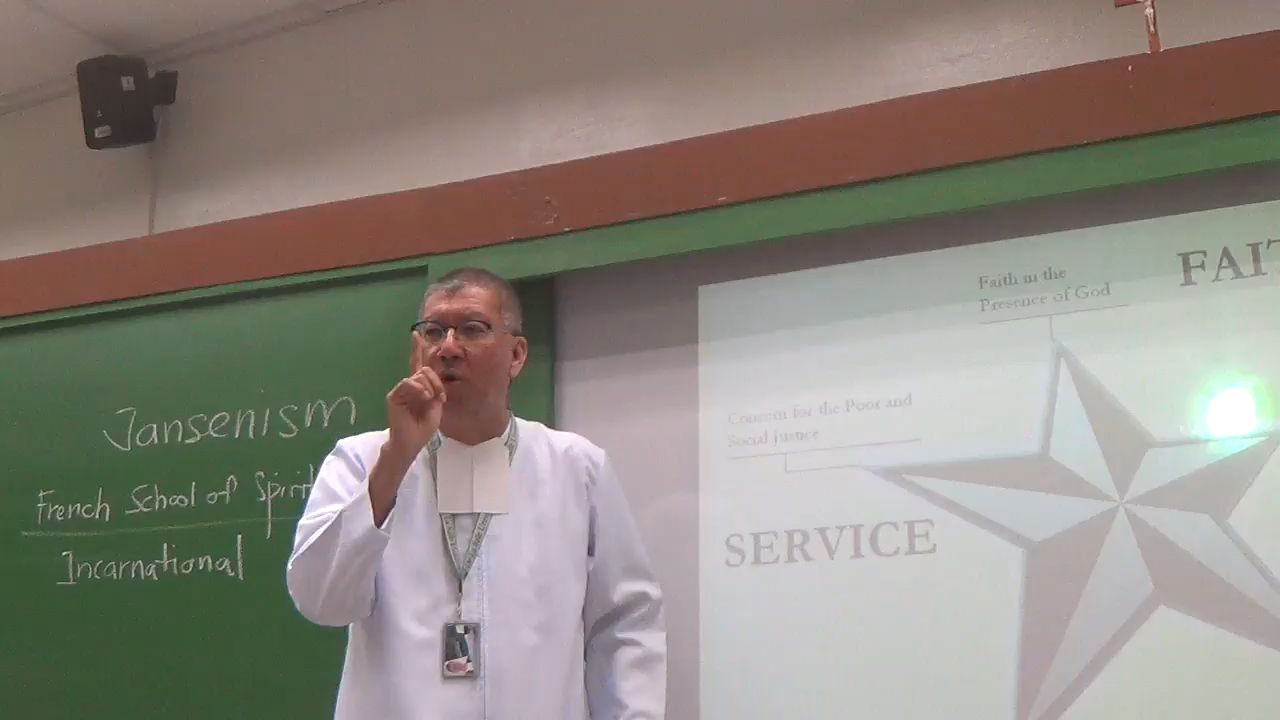 Jansenism
French School of Spirit
Incarnational
FAIT
Faith in the
Presence of God
Concern for the Poor and
Social Justice
SERVICE